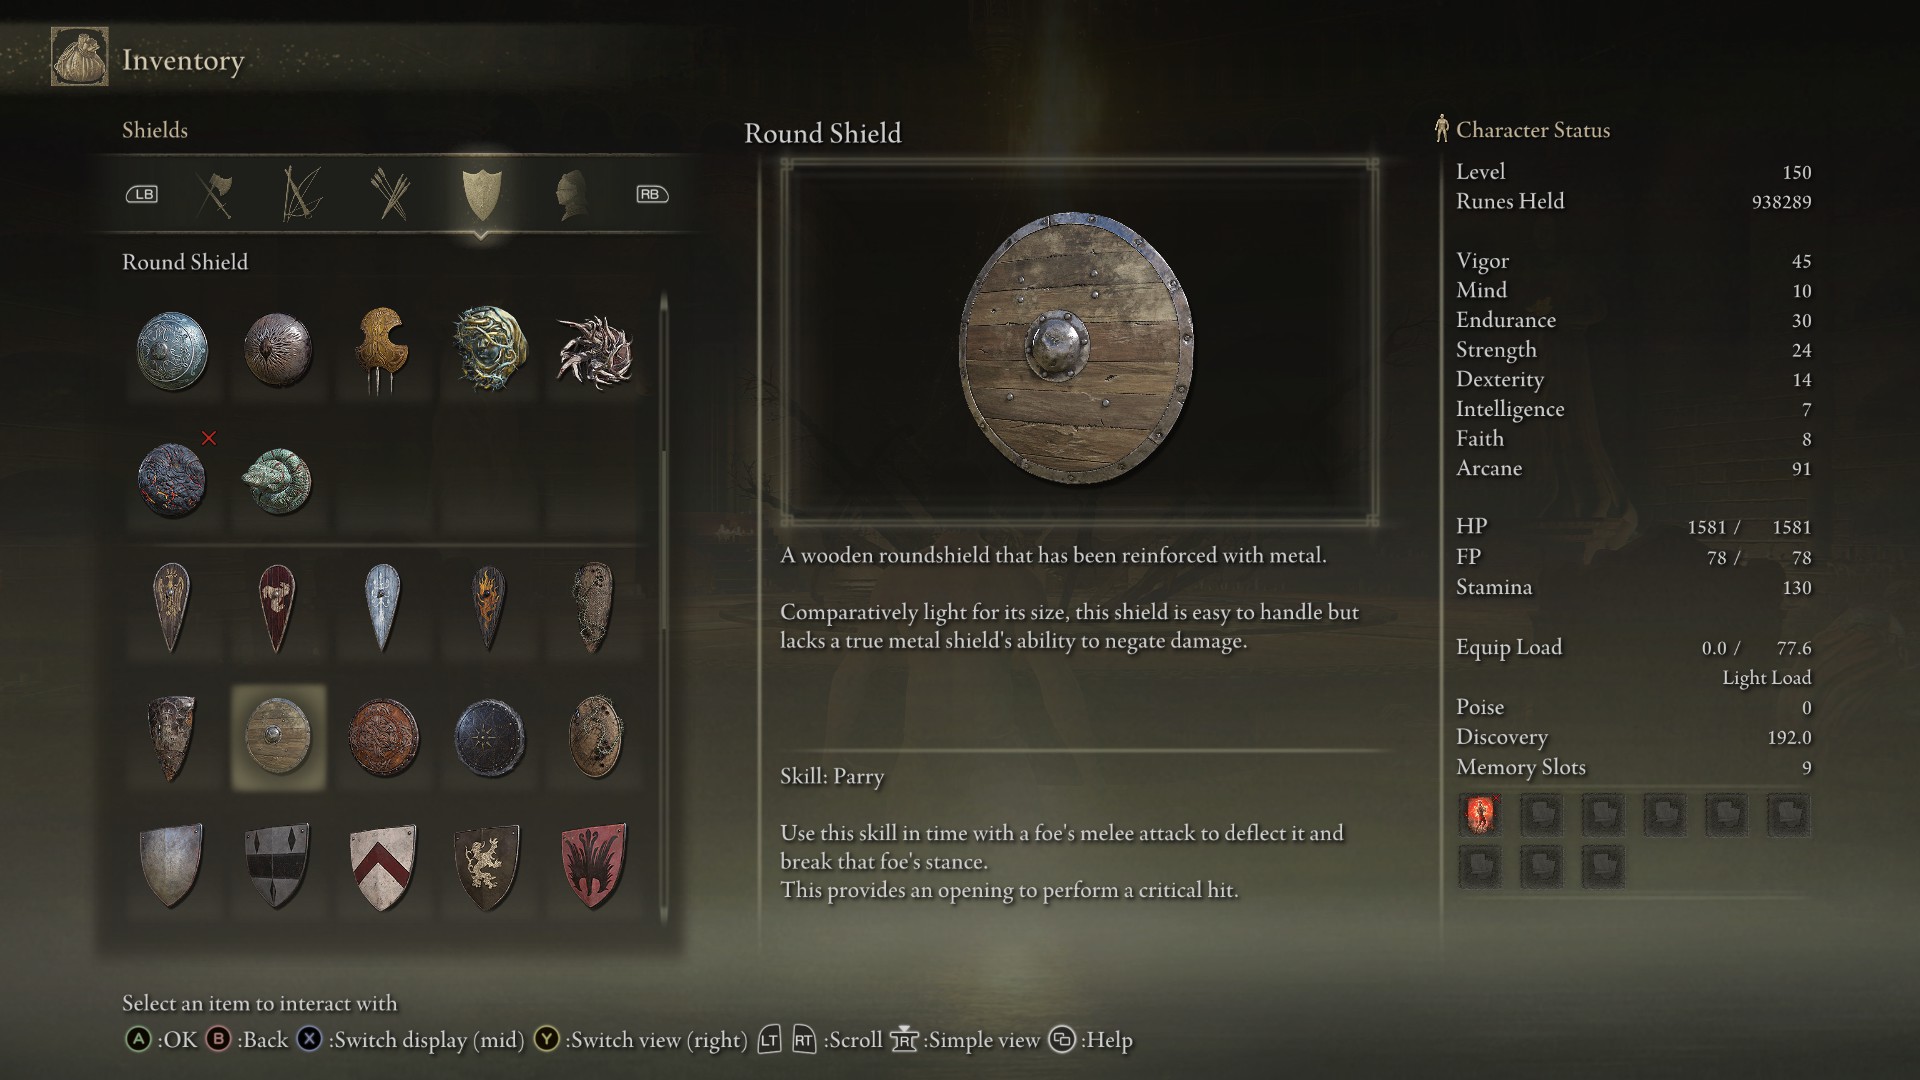 Inventory
Shields
LB
RB
Round Shield
Round Shield
A wooden roundshield that has been reinforced with metal.
Comparatively light for its size, this shield is easy to handle but
lacks a true metal shield's ability to negate damage.
Skill: Parry
Use this skill in time with a foe's melee attack to deflect it and
break that foe's stance.
This provides an opening to perform a critical hit.
Character Status
Level 150
Runes Held 938289
Vigor 45
Mind 10
Endurance 30
Strength 24
Dexterity 14
Intelligence 7
Faith 8
Arcane 91
HP 1581 / 1581
FP 78 / 78
Stamina 130
Equip Load 0.0 / 77.6
Light Load
Poise 0
Discovery 192.0
Memory Slots 9
Select an item to interact with
A :OK B :Back X :Switch display (mid) Y :Switch view (right) LT RT :Scroll R :Simple view :Help